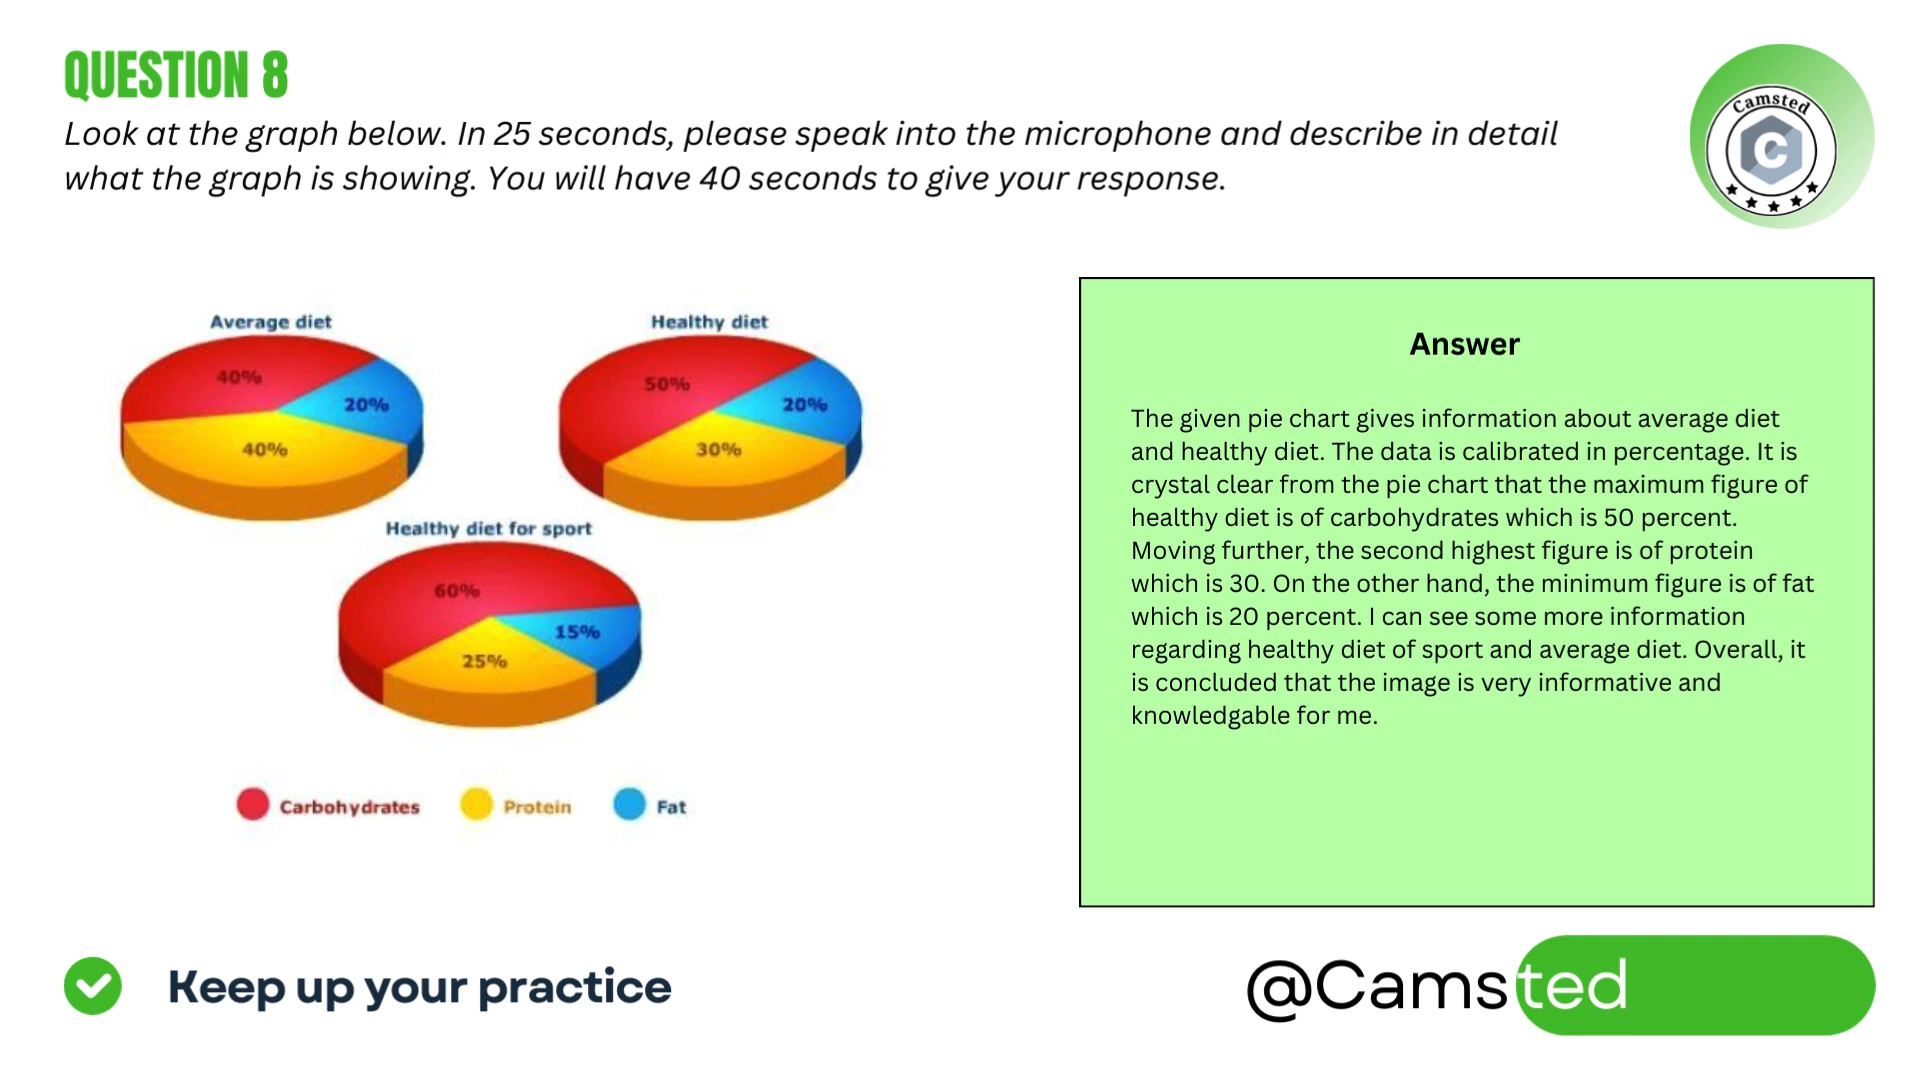 QUESTION 8
Look at the graph below. In 25 seconds, please speak into the microphone and describe in detail
what the graph is showing. You will have 40 seconds to give your response.
Camsted
C
Average diet
40%
20%
40%
Healthy diet
50%
20%
30%
Healthy diet for sport
60%
15%
25%
Carbohydrates
Protein
Fat
Answer
The given pie chart gives information about average diet
and healthy diet. The data is calibrated in percentage. It is
crystal clear from the pie chart that the maximum figure of
healthy diet is of carbohydrates which is 50 percent.
Moving further, the second highest figure is of protein
which is 30. On the other hand, the minimum figure is of fat
which is 20 percent. I can see some more information
regarding healthy diet of sport and average diet. Overall, it
is concluded that the image is very informative and
knowledgable for me.
Keep up your practice
@Camsted